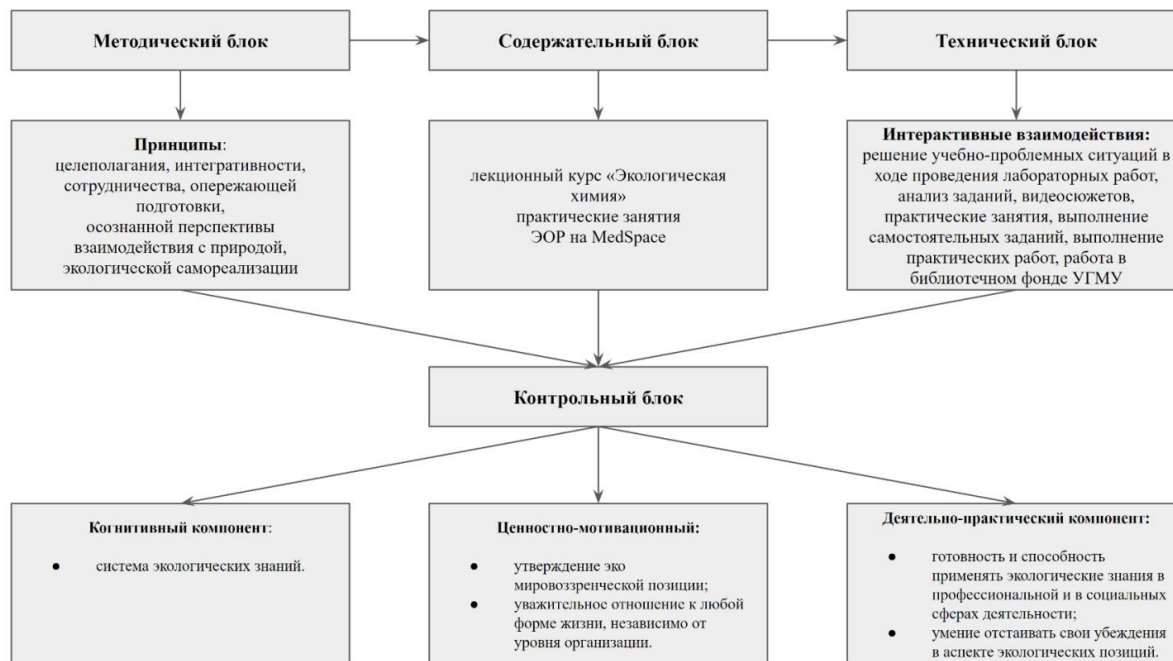 Методический блок
Содержательный блок
Технический блок
Принципы:
целеполагания, интегративности,
сотрудничества, опережающей
подготовки,
осознанной перспективы
взаимодействия с природой,
экологической самореализации
лекционный курс «Экологическая
химия»
практические занятия
ЭОР на MedSpace
Интерактивные взаимодействия:
решение учебно-проблемных ситуаций в
ходе проведения лабораторных работ,
анализ заданий, видеосюжетов,
практические занятия, выполнение
самостоятельных заданий, выполнение
практических работ, работа в
библиотечном фонде УГМУ
Контрольный блок
Когнитивный компонент:
● система экологических знаний.
Ценностно-мотивационный:
● утверждение эко
мировоззренческой позиции;
● уважительное отношение к любой
форме жизни, независимо от
уровня организации.
Деятельно-практический компонент:
● готовность и способность
применять экологические знания в
профессиональной и в социальных
сферах деятельности;
● умение отстаивать свои убеждения
в аспекте экологических позиций.